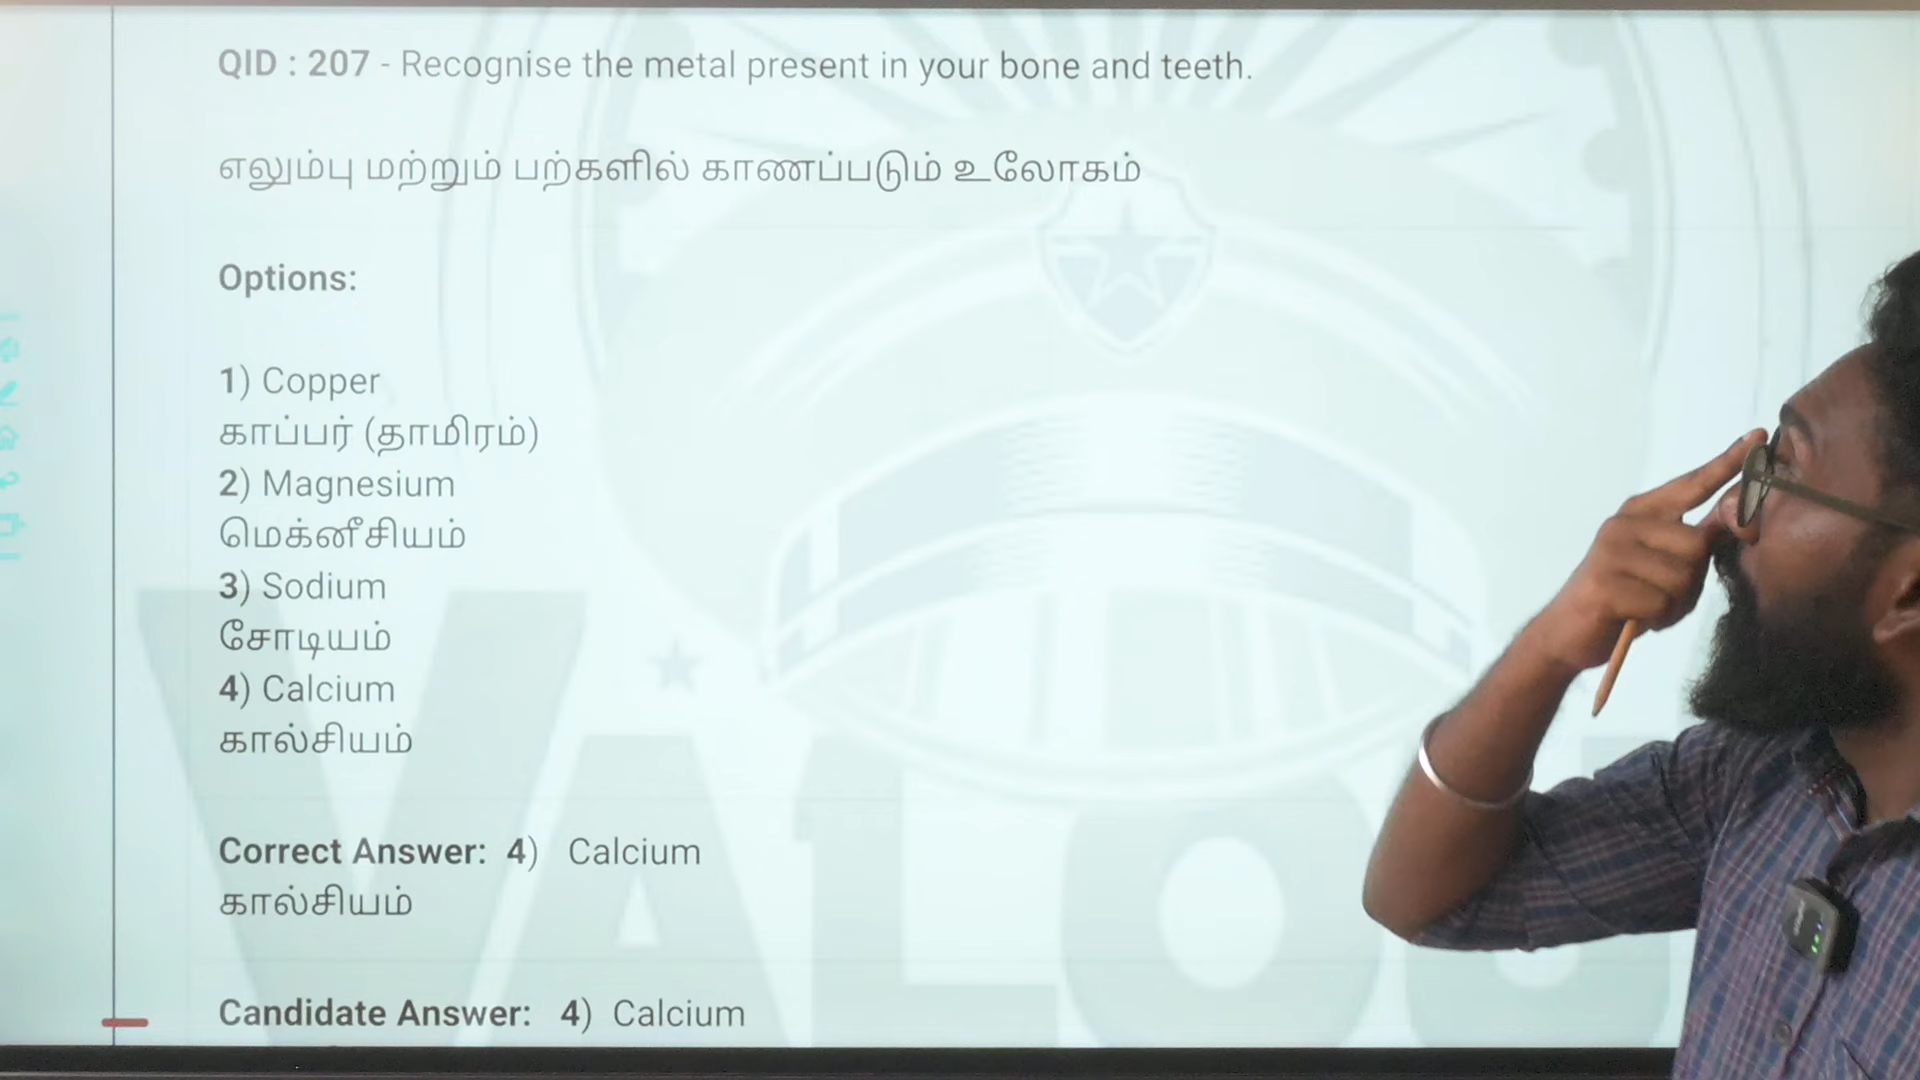 QID : 207 - Recognise the metal present in your bone and teeth.
எலும்பு மற்றும் பற்களில் காணப்படும் உலோகம்
Options:
1) Copper
காப்பர் (தாமிரம்)
2) Magnesium
மெக்னீசியம்
3) Sodium
சோடியம்
4) Calcium
கால்சியம்
Correct Answer: 4) Calcium
கால்சியம்
Candidate Answer: 4) Calcium